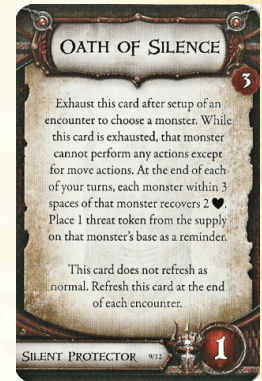 OATH OF SILENCE
3
Exhaust this card after setup of an
encounter to choose a monster. While
this card is exhausted, that monster
cannot perform any actions except
for move actions. At the end of each
of your turns, each monster within 3
spaces of that monster recovers 2 ♥.
Place 1 threat token from the supply
on that monster's base as a reminder.
This card does not refresh as
normal. Refresh this card at the end
of each encounter.
SILENT PROTECTOR 9/12
1